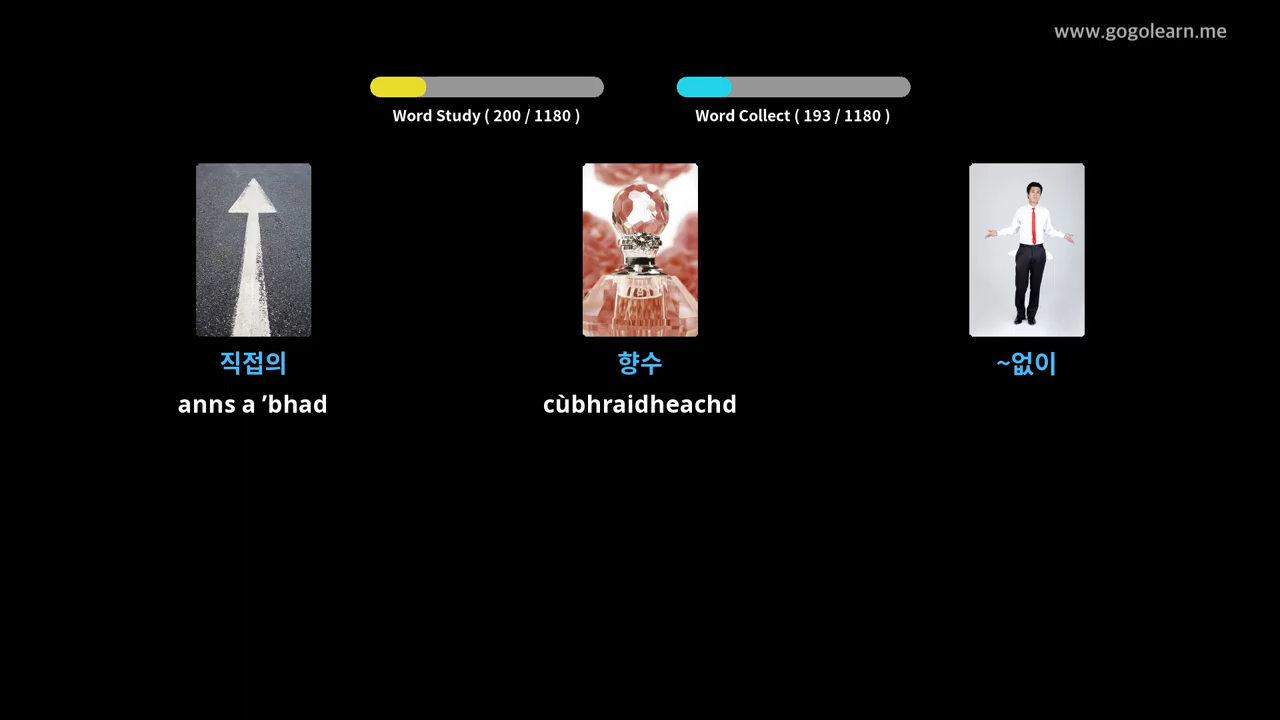 www.gogolearn.me
Word Study ( 200 / 1180 )
Word Collect ( 193 / 1180 )
직접의
향수
~없이
anns a ’bhad
cùbhraidheachd